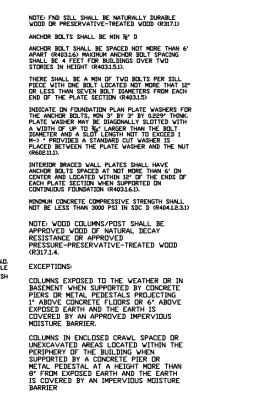 NOTE: FND SILL SHALL BE NATURALLY DURABLE
WOOD OR PRESERVATIVE-TREATED WOOD (R317.1)
ANCHOR BOLTS SHALL BE MIN ⅝" D
ANCHOR BOLT SHALL BE SPACED NOT MORE THAN 6'
APART (R403.1.6) MAXIMUM ANCHOR BOLT SPACING
SHALL BE 4 FEET FOR BUILDINGS OVER TWO
STORIES IN HEIGHT (R403.1.5.1).
THERE SHALL BE A MIN OF TWO BOLTS PER SILL
PIECE WITH ONE BOLT LOCATED NOT MORE THAT 12"
OR LESS THAN SEVEN BOLT DIAMETERS FROM EACH
END OF THE PLATE SECTION (R403.1.5)
INDICATE ON FOUNDATION PLAN PLATE WASHERS FOR
THE ANCHOR BOLTS, MIN 3" BY 3" BY 0.229" THINK.
PLATE WASHER MAY BE DIAGONALLY SLOTTED WITH
A WIDTH OF UP TO LARGER THAN THE BOLT
DIAMETER AND A SLOT LENGTH NOT TO EXCEED 1
PROVIDED A STANDARD CUT WASHER IS
PLACED BETWEEN THE PLATE WASHER AND THE NUT
(R602.11.1).
INTERIOR BRACED WALL PLATES SHALL HAVE
ANCHOR BOLTS SPACED AT NOT MORE THAN 6' ON
CENTER AND LOCATED WITHIN 12" OF THE ENDS OF
EACH PLATE SECTION WHEN SUPPORTED ON
CONTINUOUS FOUNDATION (R403.1.6.1).
MINIMUM CONCRETE COMPRESSIVE STRENGTH SHALL
NOT BE LESS THAN 3000 PSI IN SDC D (R404.1.2.3.1)
NOTE: WOOD COLUMNS/POST SHALL BE
APPROVED WOOD OF NATURAL DECAY
RESISTANCE OR APPROVED
PRESSURE-PRESERVATIVE-TREATED WOOD
(R317.1.4.
EXCEPTIONS:
COLUMNS EXPOSED TO THE WEATHER OR IN
BASEMENT WHEN SUPPORTED BY CONCRETE
PIERS OR METAL PEDESTALS PROJECTING
1" ABOVE CONCRETE FLOORS OR 6" ABOVE
EXPOSED EARTH AND THE EARTH IS
COVERED BY AN APPROVED IMPERVIOUS
MOISTURE BARRIER.
COLUMNS IN ENCLOSED CRAWL SPACED OR
UNEXCAVATED AREAS LOCATED WITHIN THE
PERIPHERY OF THE BUILDING WHEN
SUPPORTED BY A CONCRETE PIER OR
METAL PEDESTAL AT A HEIGHT MORE THAN
8" FROM EXPOSED EARTH AND THE EARTH
IS COVERED BY AN IMPERVIOUS MOISTURE
BARRIER